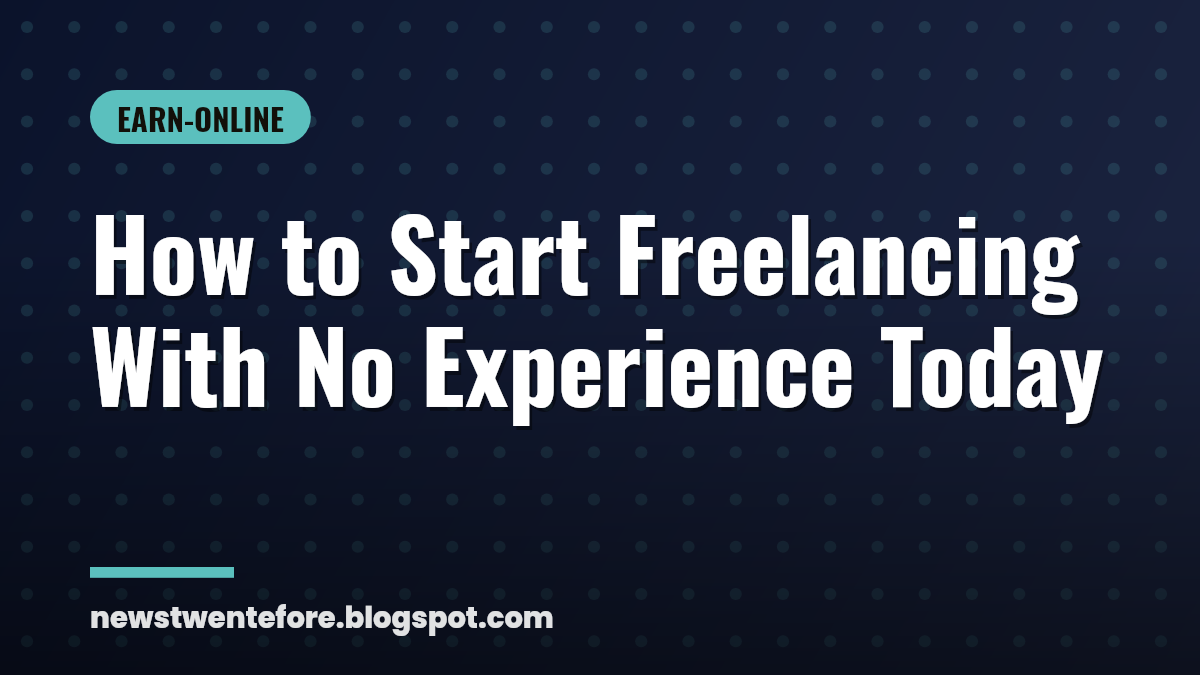 EARN-ONLINE
How to Start Freelancing
With No Experience Today
newstwentefore.blogspot.com